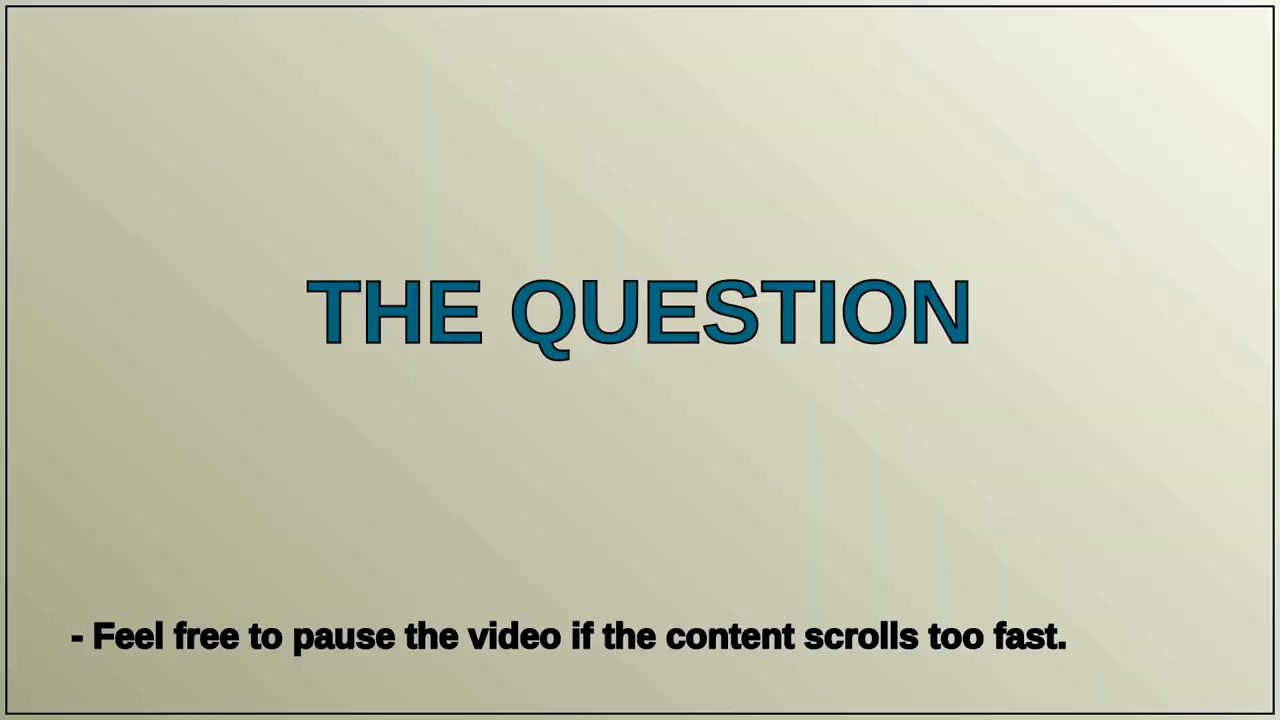 THE QUESTION
- Feel free to pause the video if the content scrolls too fast.